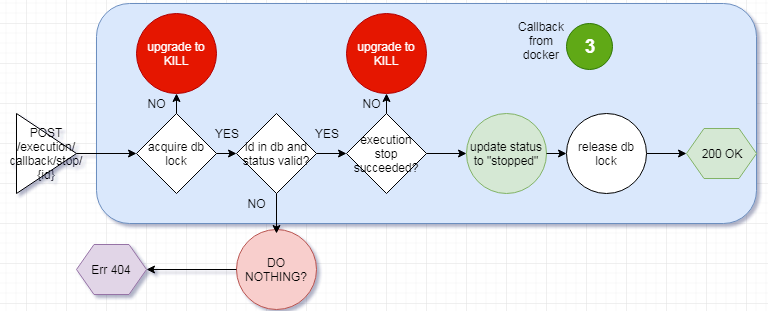 upgrade to
KILL
upgrade to
KILL
Callback
from
docker
3
NO
NO
POST
/execution/
callback/stop/
{id}
acquire db
lock
YES
Id in db and
status valid?
YES
execution
stop
succeeded?
update status
to "stopped"
release db
lock
200 OK
NO
Err 404
DO
NOTHING?